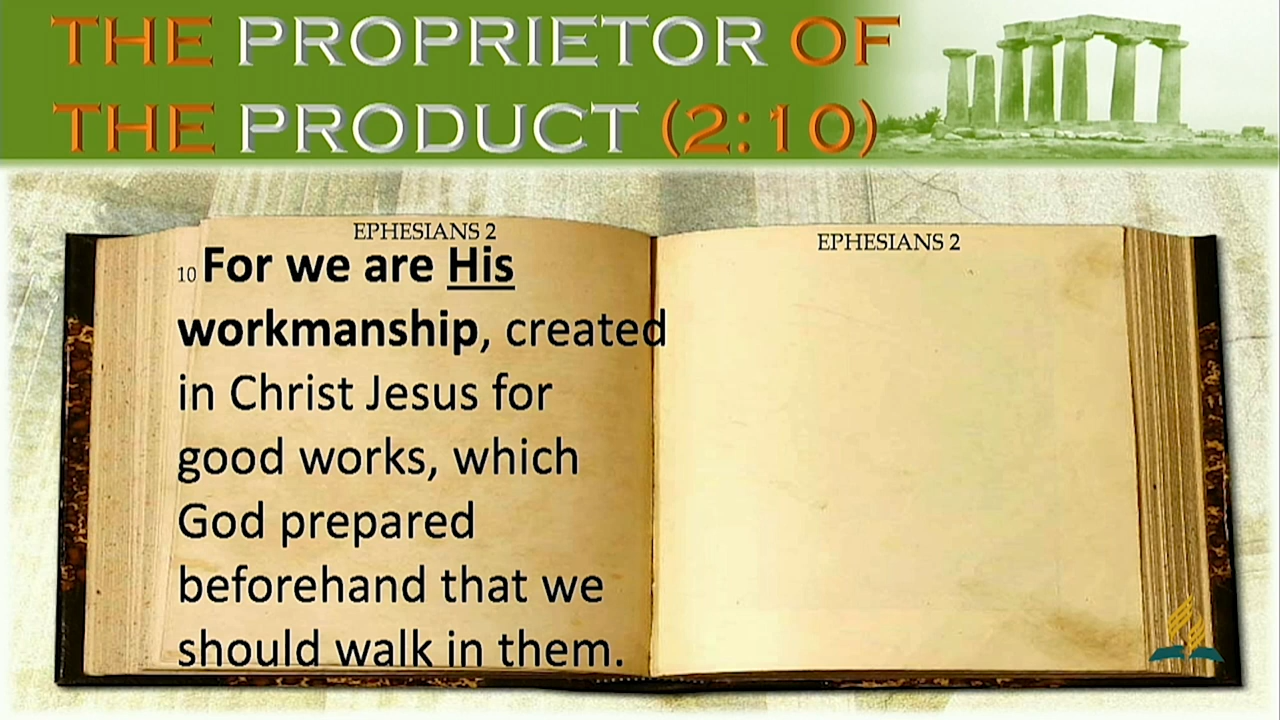 THE PROPRIETOR OF
THE PRODUCT (2:10)
EPHESIANS 2
10 For we are His
workmanship, created
in Christ Jesus for
good works, which
God prepared
beforehand that we
should walk in them.
EPHESIANS 2